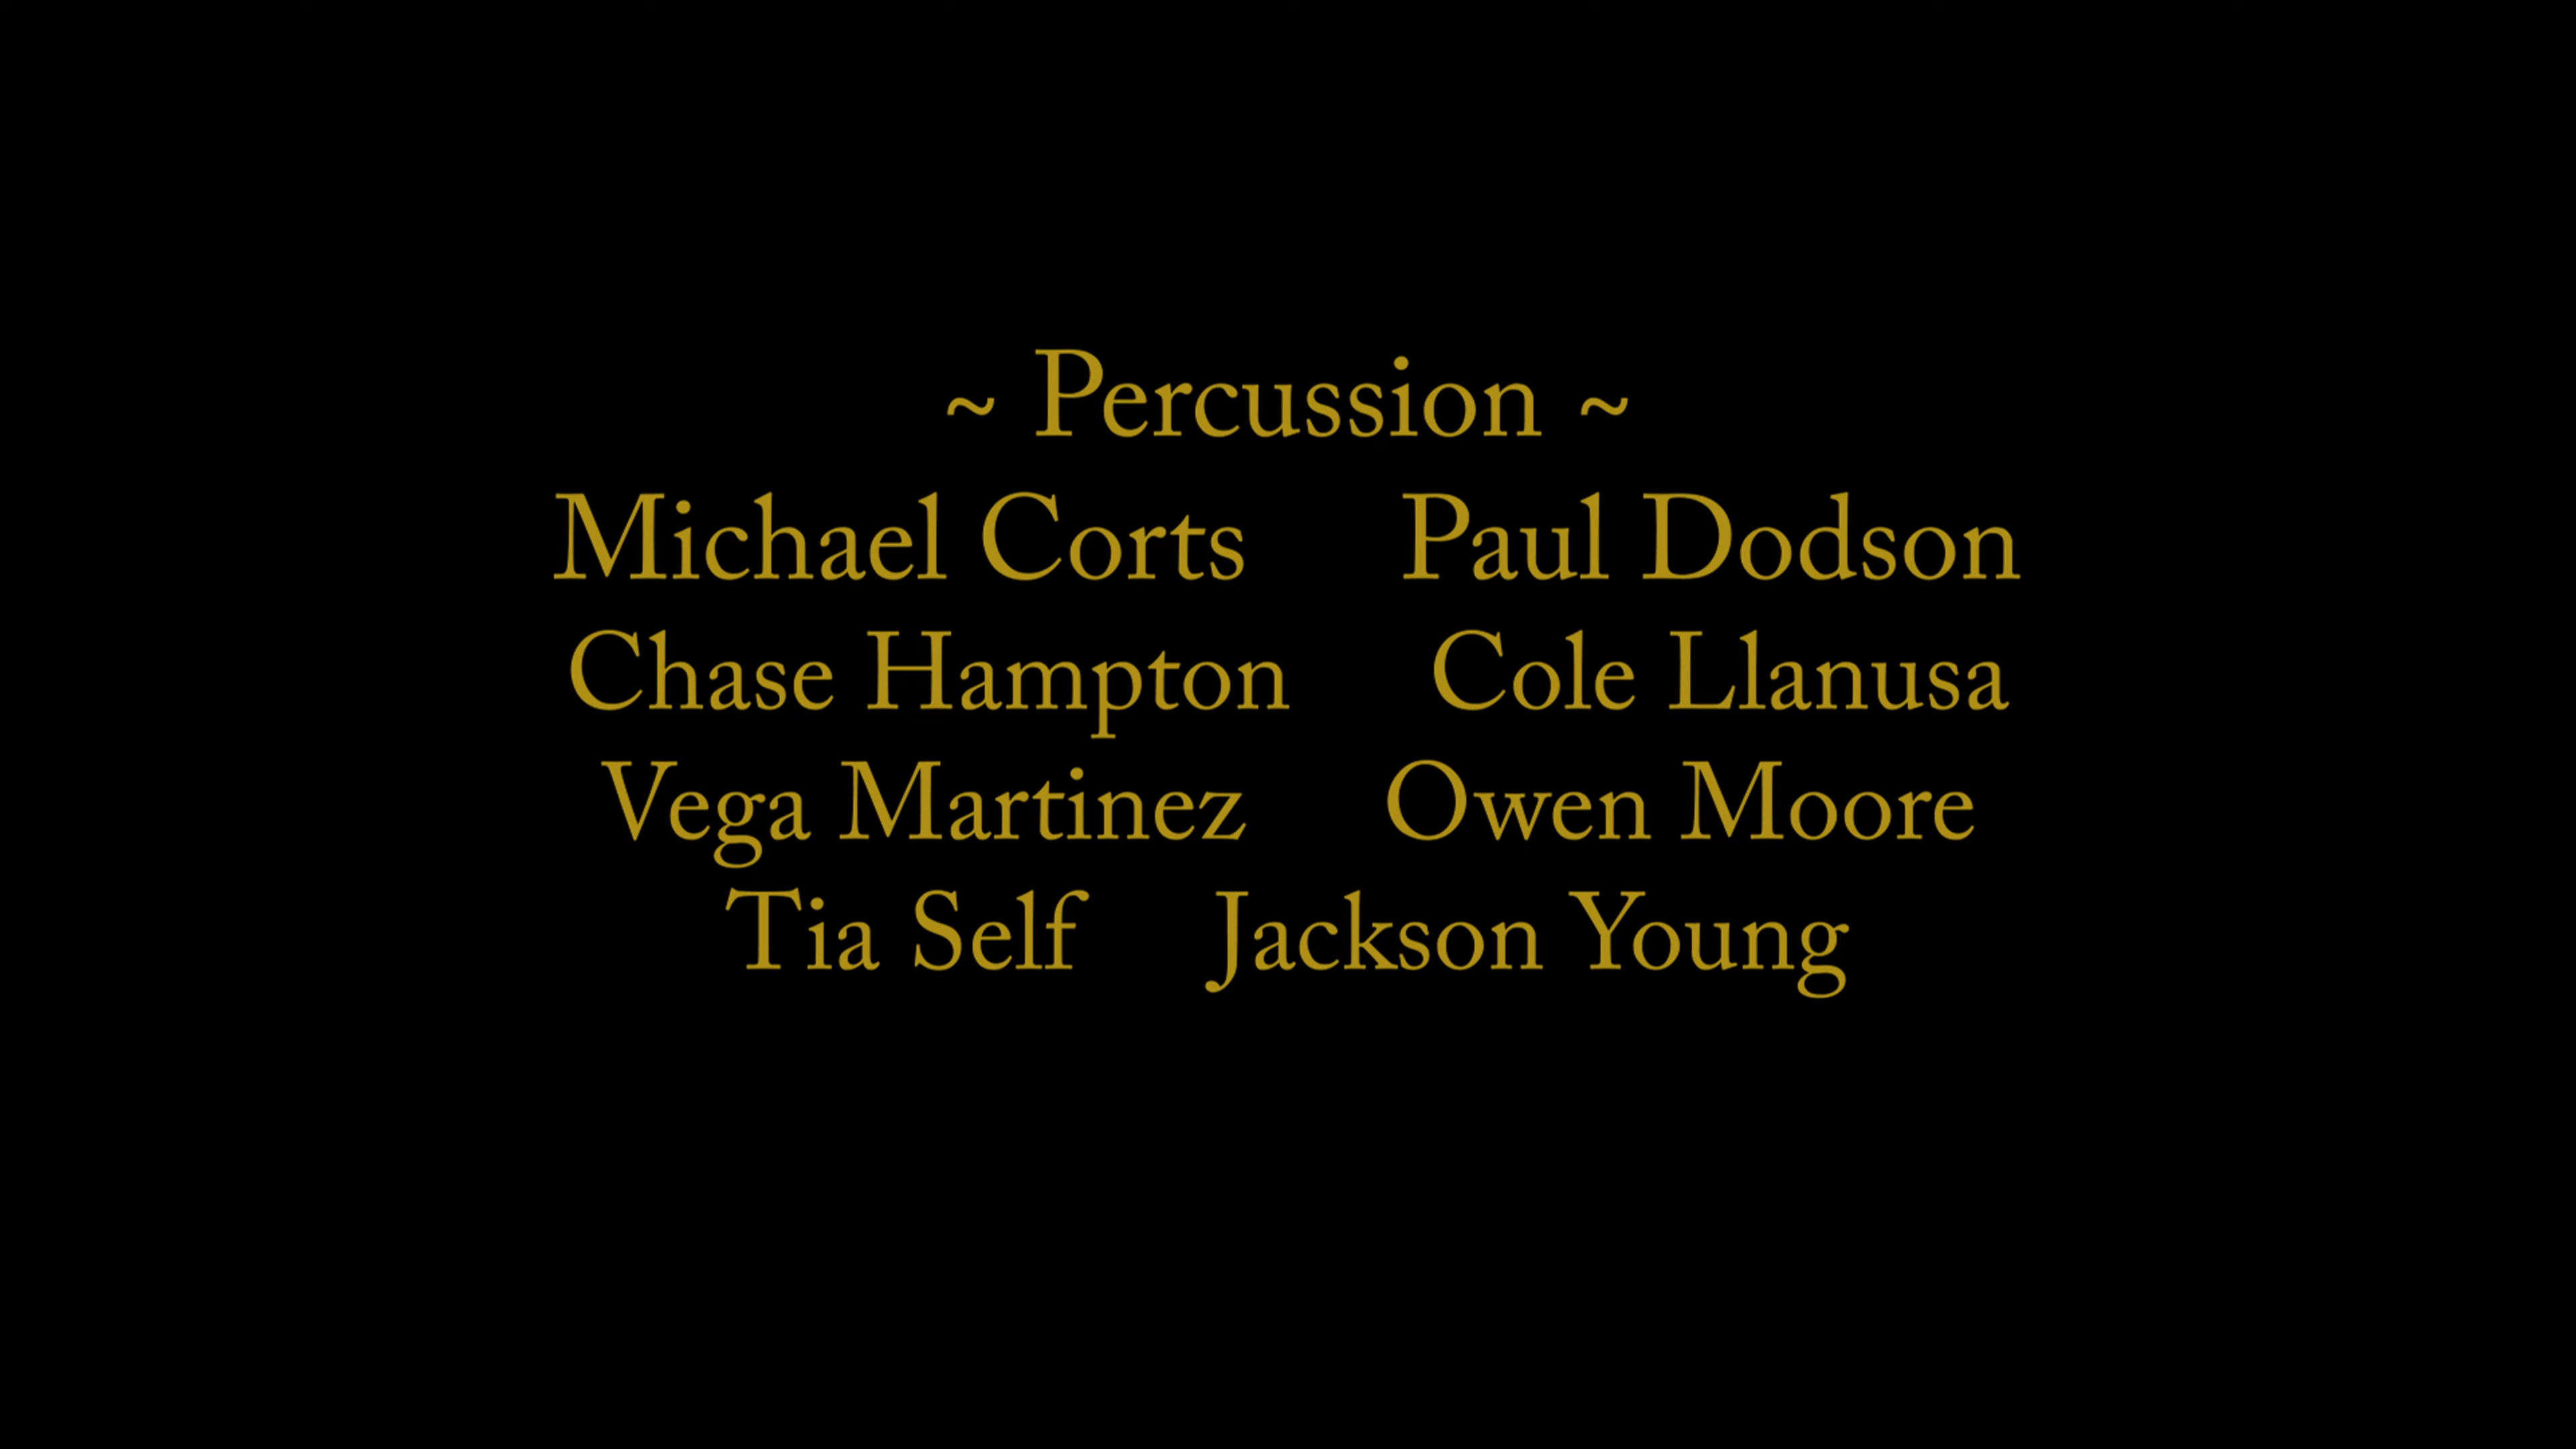 ~ Percussion ~
Michael Corts Paul Dodson
Chase Hampton Cole Llanusa
Vega Martinez Owen Moore
Tia Self Jackson Young